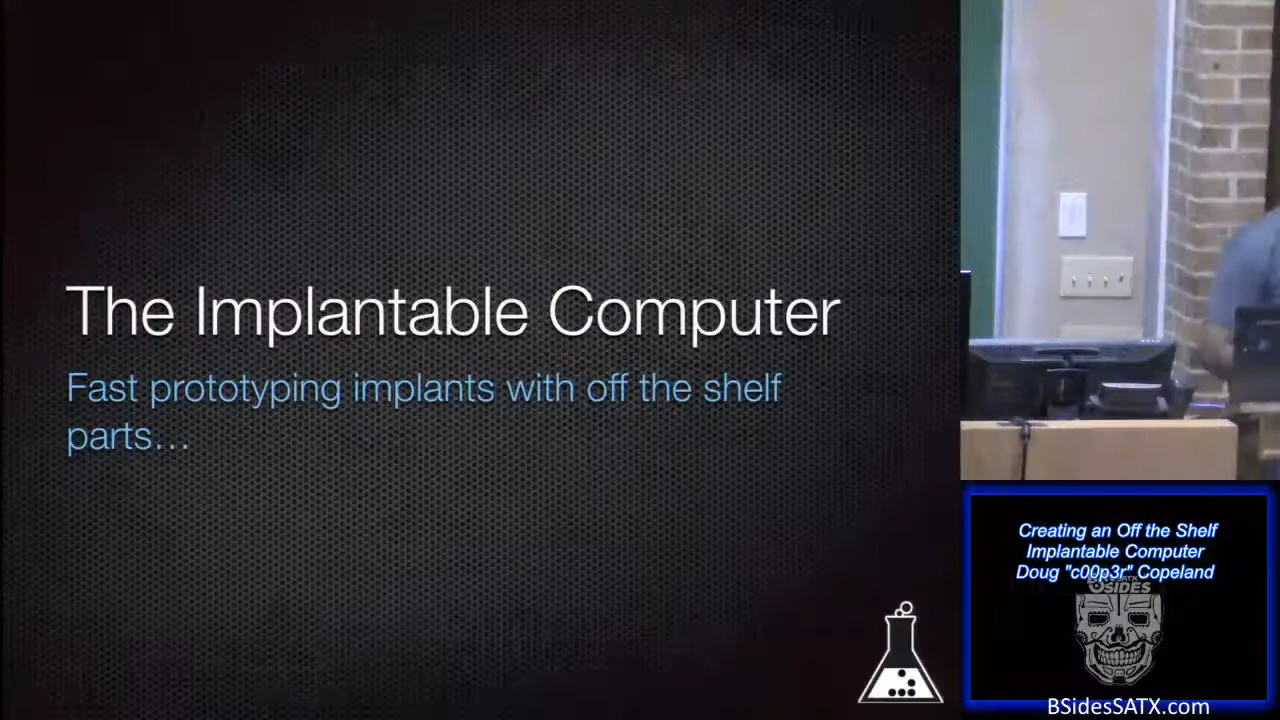 The Implantable Computer
Fast prototyping implants with off the shelf
parts…
Creating an Off the Shelf
Implantable Computer
Doug "c00p3r" Copeland
BSIDES
BSidesSATX.com